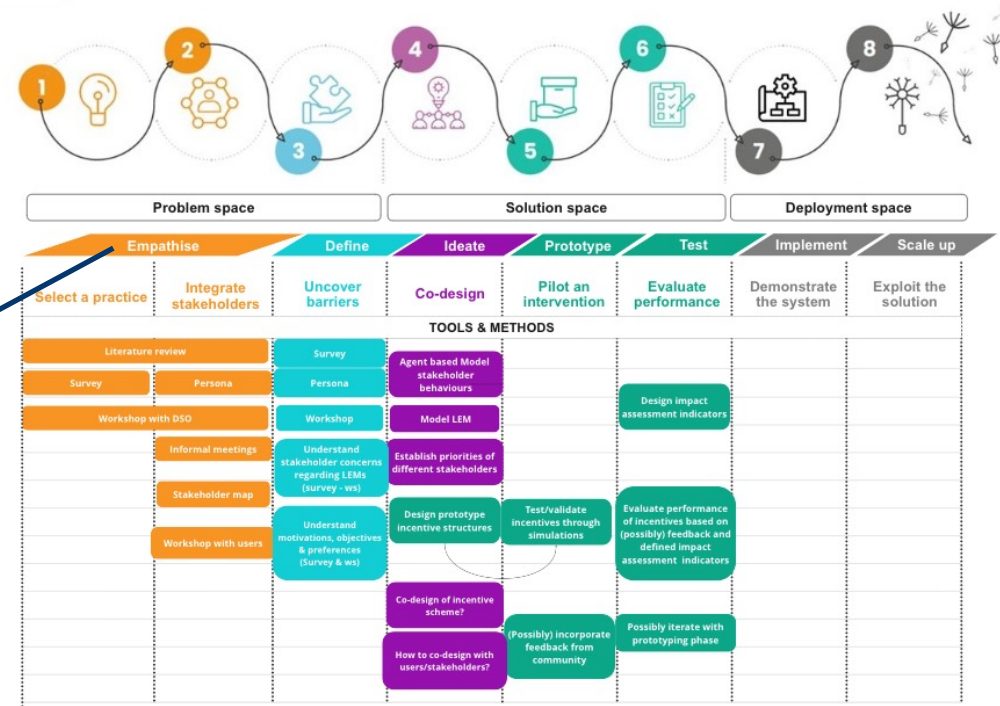 1
2
3
4
5
6
7
8
Problem space
Solution space
Deployment space
Empathise
Define
Ideate
Prototype
Test
Implement
Scale up
Select a practice
Integrate
stakeholders
Uncover
barriers
Co-design
Pilot an
intervention
Evaluate
performance
Demonstrate
the system
Exploit the
solution
TOOLS & METHODS
Literature review
Survey
Persona
Workshop with DSO
Informal meetings
Stakeholder map
Workshop with users
Survey
Persona
Workshop
Understand
stakeholder concerns
regarding LEMs
(survey - ws)
Understand
motivations, objectives
& preferences
(Survey & ws)
Agent based Model
stakeholder
behaviours
Model LEM
Establish priorities of
different stakeholders
Design prototype
incentive structures
Co-design of incentive
scheme?
How to co-design with
users/stakeholders?
Test/validate
incentives through
simulations
(Possibly) incorporate
feedback from
community
Design impact
assessment indicators
Evaluate performance
of incentives based on
(possibly) feedback and
defined impact
assessment indicators
Possibly iterate with
prototyping phase